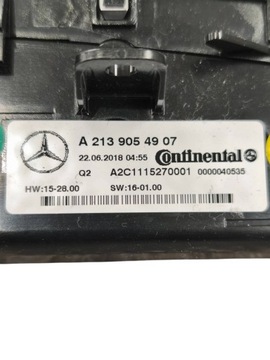 A 213 905 49 07
22.06.2018 04:55 Continental
Q2 A2C1115270001 0000040535
HW:15-28.00 SW:16-01.00